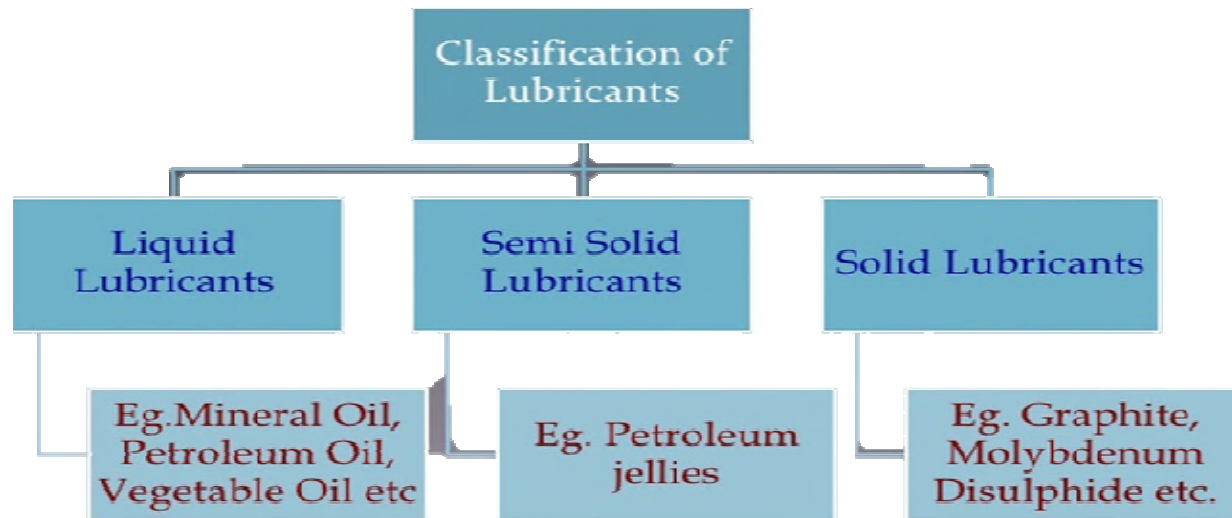 Classification of
Lubricants
Liquid
Lubricants
Semi Solid
Lubricants
Solid Lubricants
Eg.Mineral Oil,
Petroleum Oil,
Vegetable Oil etc
Eg. Petroleum
jellies
Eg. Graphite,
Molybdenum
Disulphide etc.